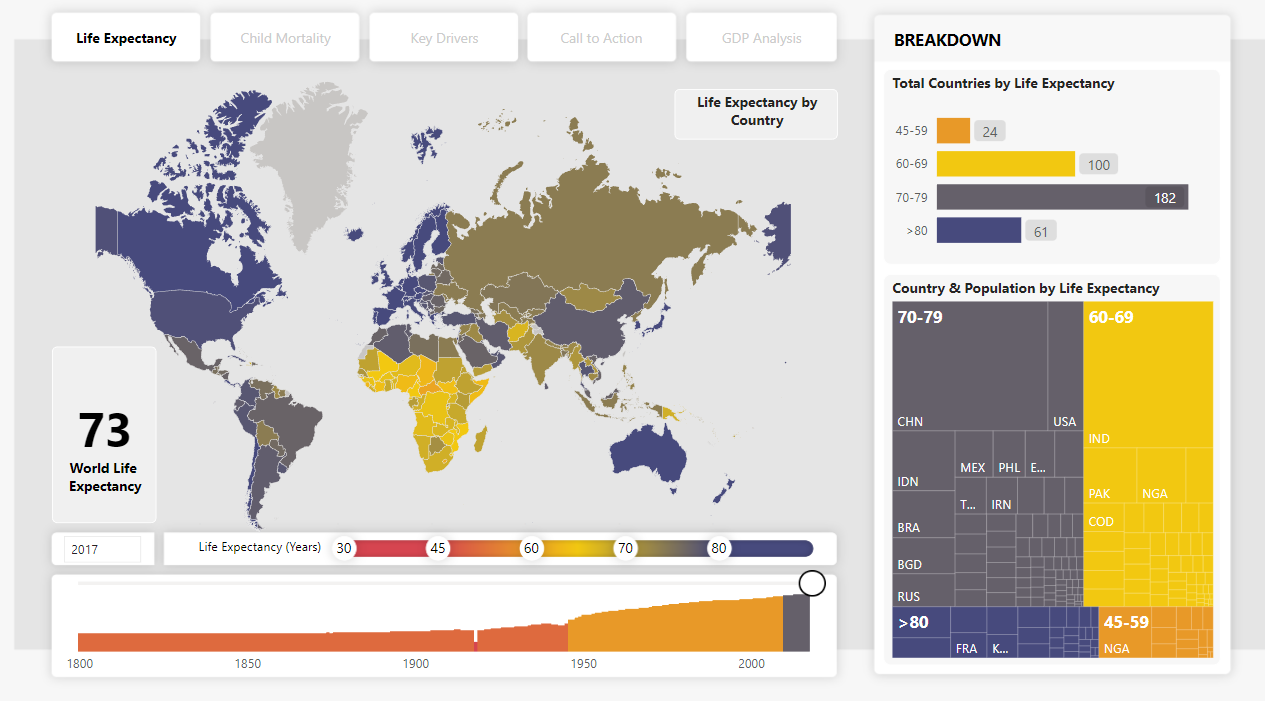 Life Expectancy
Child Mortality
Key Drivers
Call to Action
GDP Analysis
Life Expectancy by
Country
73
World Life
Expectancy
2017
Life Expectancy (Years)
30
45
60
70
80
1800
1850
1900
1950
2000
BREAKDOWN
Total Countries by Life Expectancy
45-59
24
60-69
100
70-79
182
>80
61
Country & Population by Life Expectancy
70-79
CHN
USA
IDN
MEX
PHL
E...
BRA
T...
IRN
BGD
RUS
60-69
IND
PAK
NGA
COD
>80
FRA
K...
45-59
NGA